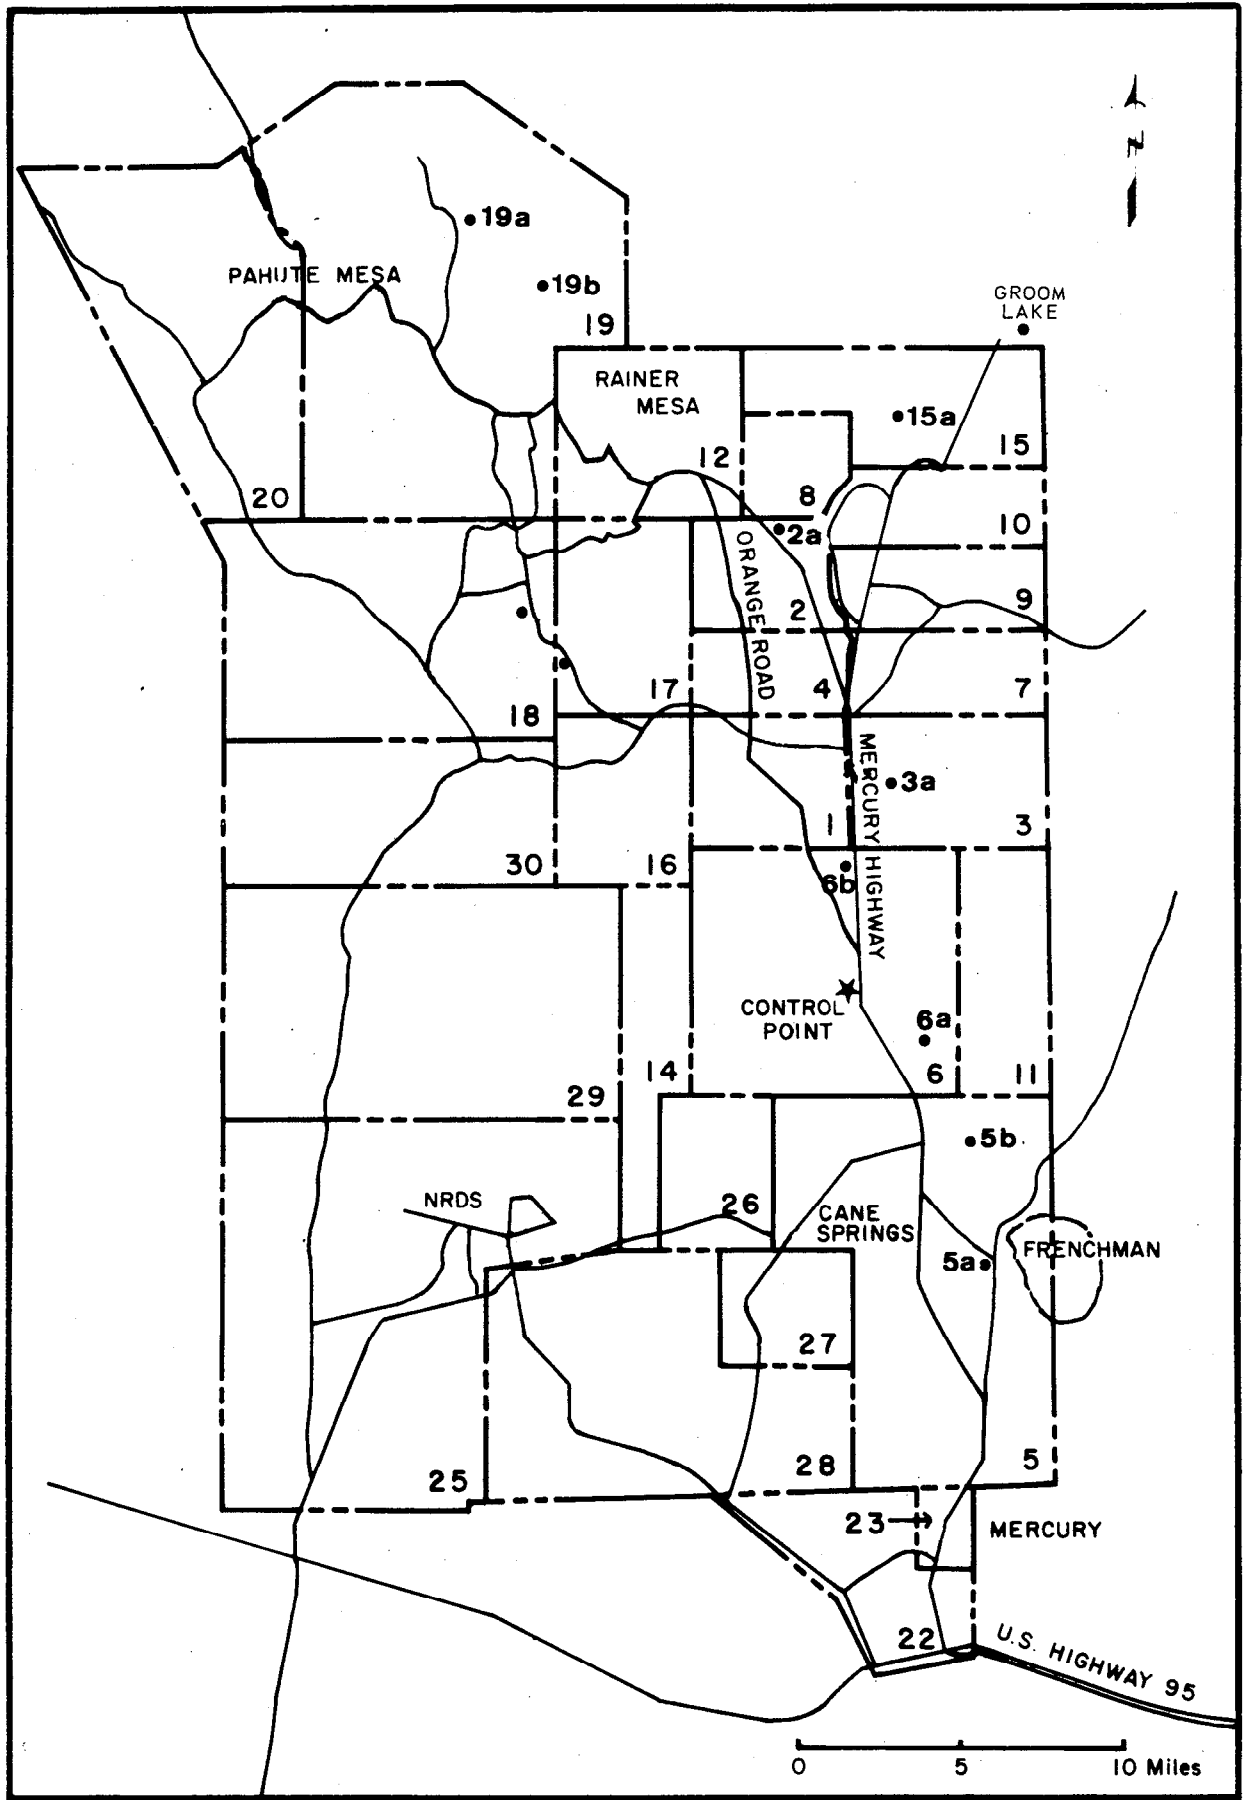 N
19a
PAHUTE MESA
19b
GROOM
LAKE
19
RAINER
MESA
15a
15
12
20
8
2a
10
ORANGE ROAD
2
9
17
4
7
18
MERCURY HIGHWAY
3a
1
3
30
16
6b
CONTROL
POINT
6a
14
6
11
29
5b
NRDS
26
CANE
SPRINGS
FRENCHMAN
5a
27
25
28
5
23
MERCURY
22
U.S. HIGHWAY 95
0 5 10 Miles